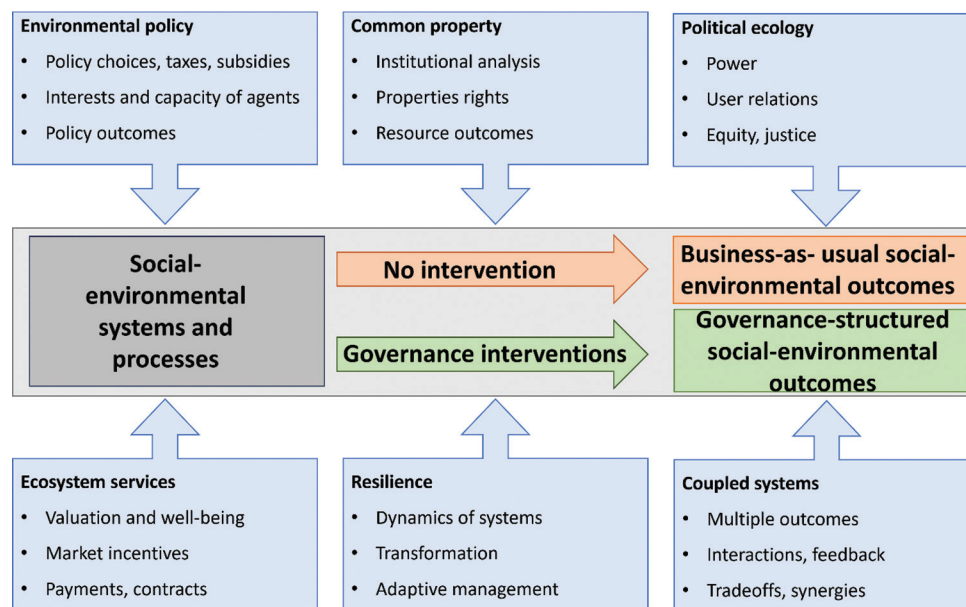 Environmental policy
• Policy choices, taxes, subsidies
• Interests and capacity of agents
• Policy outcomes
Common property
• Institutional analysis
• Properties rights
• Resource outcomes
Political ecology
• Power
• User relations
• Equity, justice
Social-
environmental
systems and
processes
No intervention
Governance interventions
Business-as- usual social-
environmental outcomes
Governance-structured
social-environmental
outcomes
Ecosystem services
• Valuation and well-being
• Market incentives
• Payments, contracts
Resilience
• Dynamics of systems
• Transformation
• Adaptive management
Coupled systems
• Multiple outcomes
• Interactions, feedback
• Tradeoffs, synergies